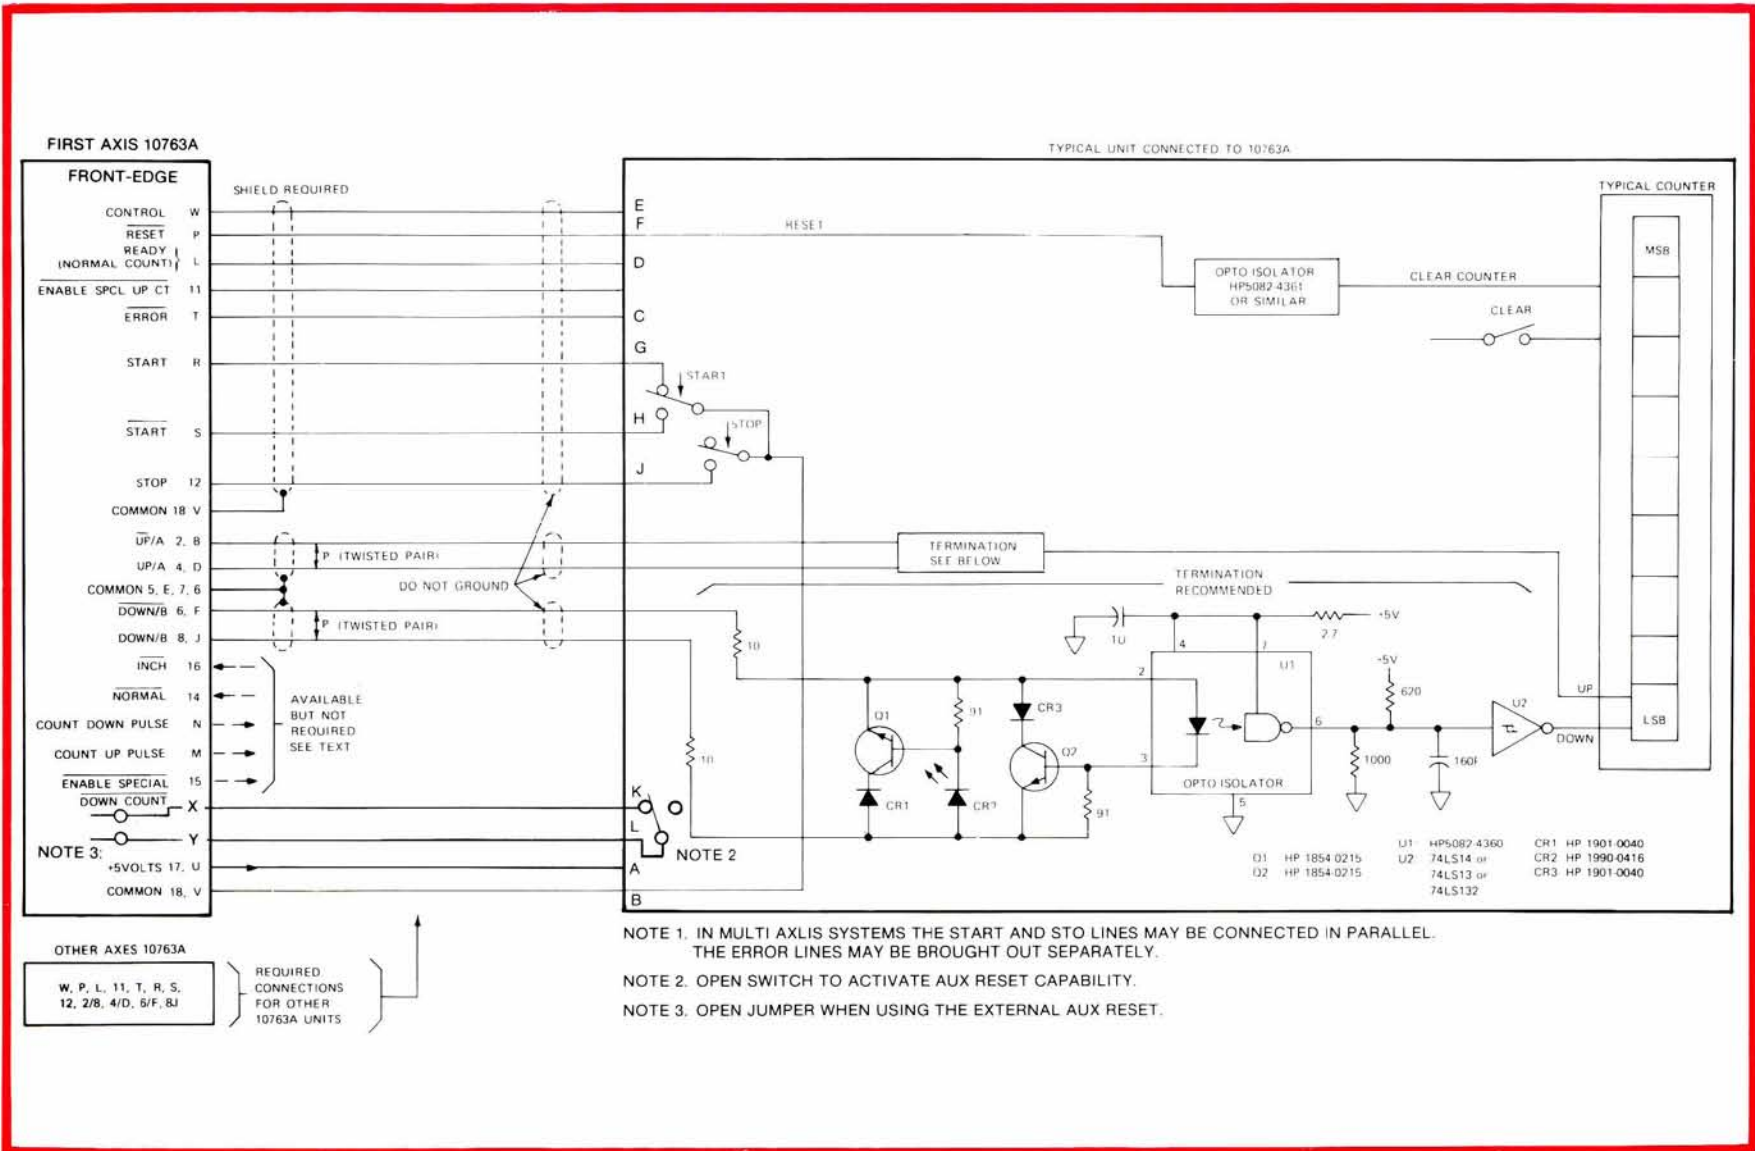 FIRST AXIS 10763A
FRONT-EDGE
SHIELD REQUIRED
CONTROL W
RESET P
READY
(NORMAL COUNT) L
ENABLE SPCL UP CT 11
ERROR T
START R
START S
STOP 12
COMMON 18 V
UP/A 2, B
UP/A 4, D
COMMON 5, E, 7, 6
DOWN/B 6, F
DOWN/B 8, J
INCH 16
NORMAL 14
COUNT DOWN PULSE N
COUNT UP PULSE M
ENABLE SPECIAL 15
DOWN COUNT X
Y
NOTE 3:
+5VOLTS 17, U
COMMON 18, V
P (TWISTED PAIR)
P (TWISTED PAIR)
DO NOT GROUND
AVAILABLE
BUT NOT
REQUIRED
SEE TEXT
OTHER AXES 10763A
W, P, L, 11, T, R, S,
12, 2/8, 4/D, 6/F, 8J
REQUIRED
CONNECTIONS
FOR OTHER
10763A UNITS
TYPICAL UNIT CONNECTED TO 10763A
E
F
D
C
G
H
J
K
L
A
B
RESET
START
STOP
NOTE 2
OPTO ISOLATOR
HP5082-4361
OR SIMILAR
CLEAR COUNTER
CLEAR
TYPICAL COUNTER
MSB
LSB
UP
DOWN
TERMINATION
SEE BELOW
TERMINATION
RECOMMENDED
10
10
Q1
91
CR1
CR2
CR3
Q2
91
1U
4
7
2.7
+5V
U1
2
3
6
5
OPTO ISOLATOR
-5V
620
1000
160F
U2
Q1 HP 1854-0215
Q2 HP 1854-0215
U1 HP5082-4360
U2 74LS14 or
74LS13 or
74LS132
CR1 HP 1901-0040
CR2 HP 1990-0416
CR3 HP 1901-0040
NOTE 1. IN MULTI AXLIS SYSTEMS THE START AND STO LINES MAY BE CONNECTED IN PARALLEL.
THE ERROR LINES MAY BE BROUGHT OUT SEPARATELY.
NOTE 2. OPEN SWITCH TO ACTIVATE AUX RESET CAPABILITY.
NOTE 3. OPEN JUMPER WHEN USING THE EXTERNAL AUX RESET.